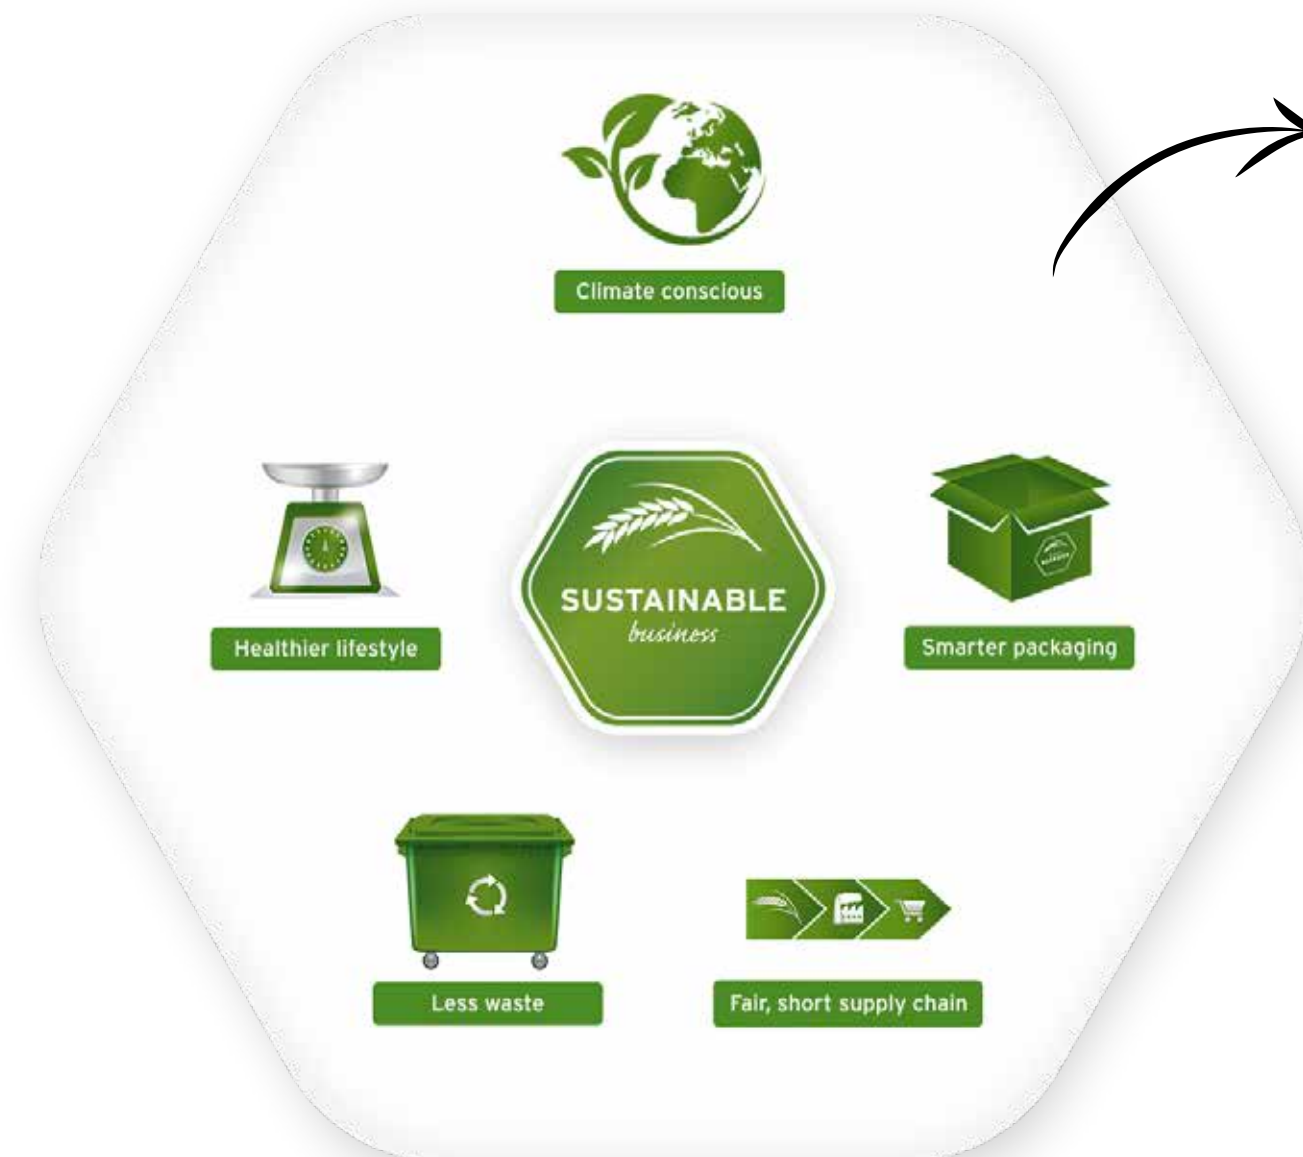 Climate conscious
SUSTAINABLE
business
Healthier lifestyle
Smarter packaging
Less waste
Fair, short supply chain